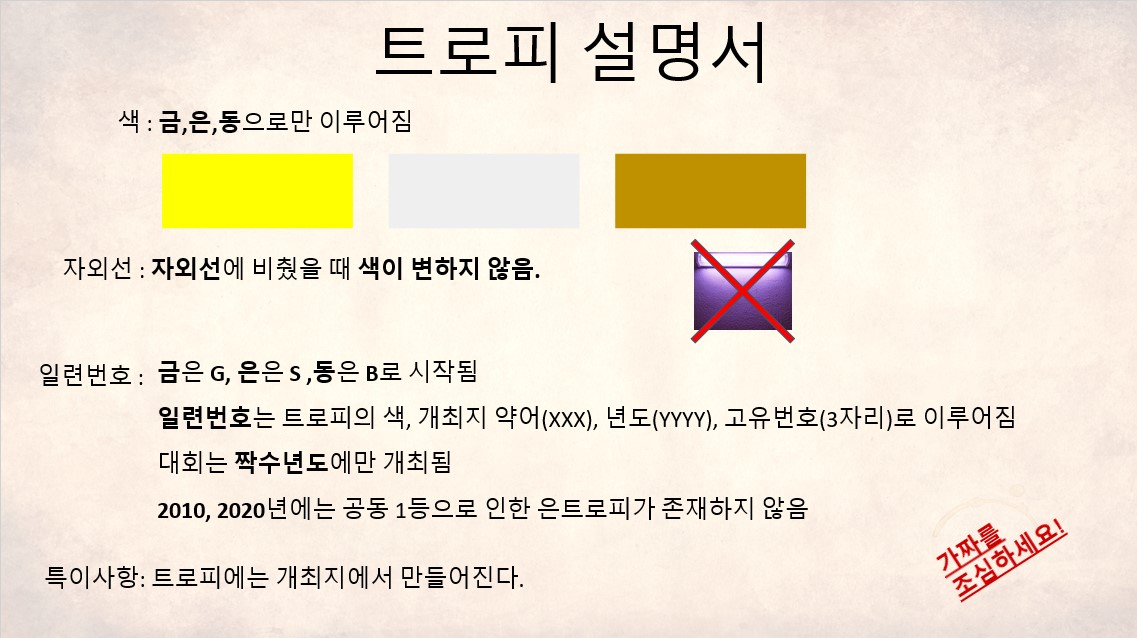 트로피 설명서
색 : 금,은,동으로만 이루어짐
자외선 : 자외선에 비췄을 때 색이 변하지 않음.
일련번호 : 금은 G, 은은 S ,동은 B로 시작됨
일련번호는 트로피의 색, 개최지 약어(XXX), 년도(YYYY), 고유번호(3자리)로 이루어짐
대회는 짝수년도에만 개최됨
2010, 2020년에는 공동 1등으로 인한 은트로피가 존재하지 않음
특이사항: 트로피에는 개최지에서 만들어진다.
가짜를
조심하세요!